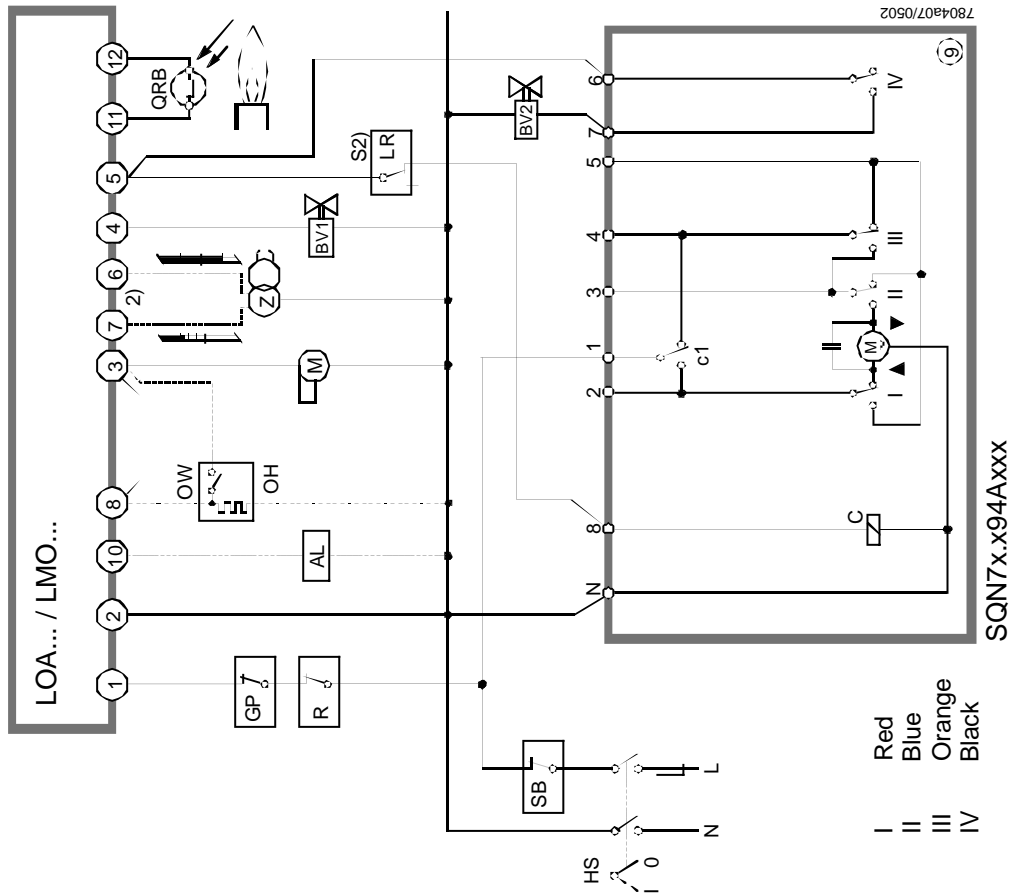 7804a07/0502
LOA... / LMO...
1
2
10
8
3
7
6
4
5
11
12
2)
QRB
GP
R
AL
OW
OH
M
Z
BV1
S2)
LR
BV2
SB
HS
I
0
N
L
N
8
2
1
3
4
5
7
6
C
c1
M
I
II
III
IV
9
SQN7x.x94Axxx
I Red
II Blue
III Orange
IV Black